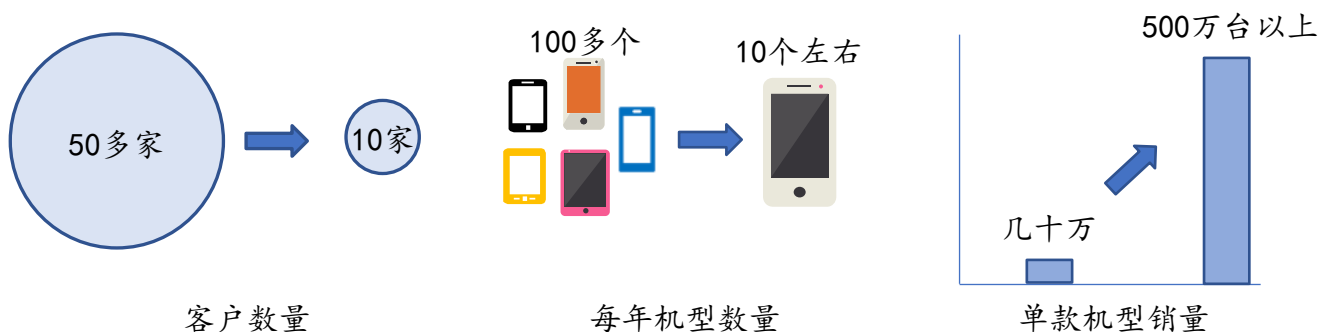 50多家
10家
客户数量
100多个
10个左右
每年机型数量
500万台以上
几十万
单款机型销量